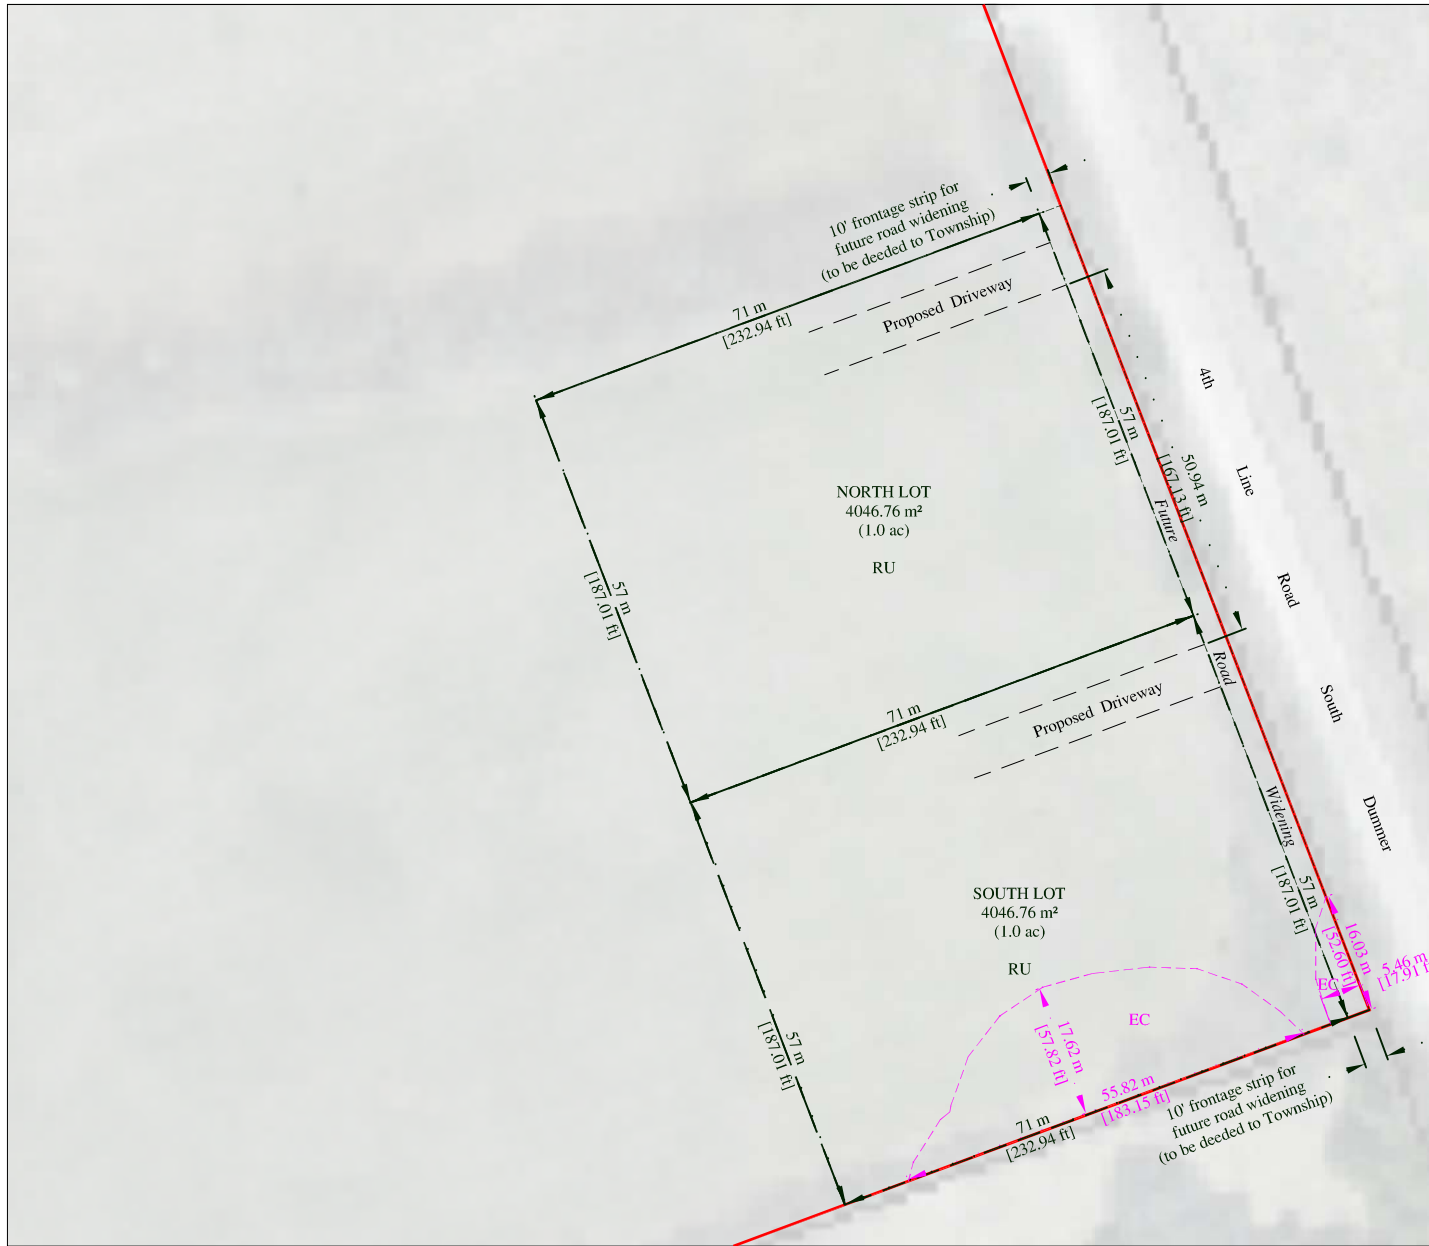 10' frontage strip for
future road widening
(to be deeded to Township)
71 m
[232.94 ft]
Proposed Driveway
4th
Line
Road
South
Dummer
57 m
[187.01 ft]
50.94 m
[167.13 ft]
Future
Road
Widening
NORTH LOT
4046.76 m²
(1.0 ac)
RU
57 m
[187.01 ft]
71 m
[232.94 ft]
Proposed Driveway
57 m
[187.01 ft]
SOUTH LOT
4046.76 m²
(1.0 ac)
RU
16.03 m
[52.60 ft]
5.46 m
[17.91 f
EC
EC
57 m
[187.01 ft]
17.62 m
[57.82 ft]
55.82 m
[183.15 ft]
71 m
[232.94 ft]
10' frontage strip for
future road widening
(to be deeded to Township)